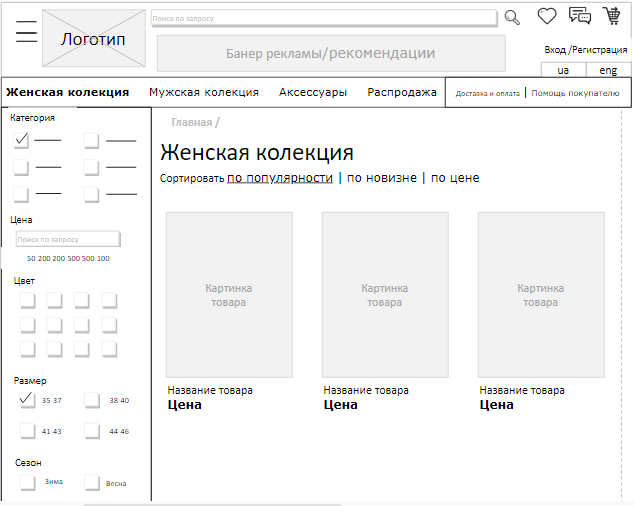 Логотип
Поиск по запросу
Банер рекламы/рекомендации
Вход /Регистрация
ua eng
Женская колекция Мужская колекция Аксессуары Распродажа Доставка и оплата | Помощь покупателю
Категория
Главная /
Женская колекция
Сортировать по популярности | по новизне | по цене
Цена
Поиск по запросу
50-200 200-500 500-100
Цвет
Картинка товара
Картинка товара
Картинка товара
Название товара
Цена
Название товара
Цена
Название товара
Цена
Размер
35-37 38-40
41-43 44-46
Сезон
Зима Весна